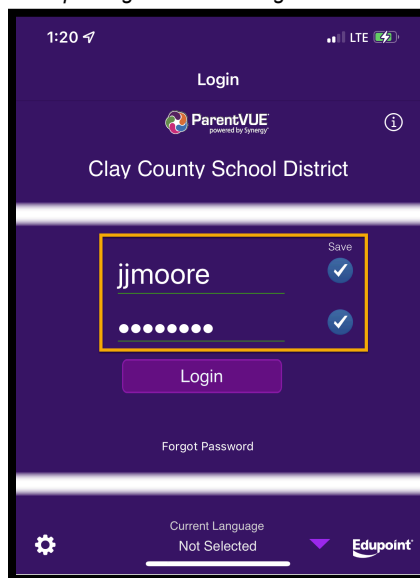 1:20 LTE
Login
ParentVUE
powered by Synergy
Clay County School District
Save
jjmoore
••••••••
Login
Forgot Password
Current Language
Not Selected
Edupoint